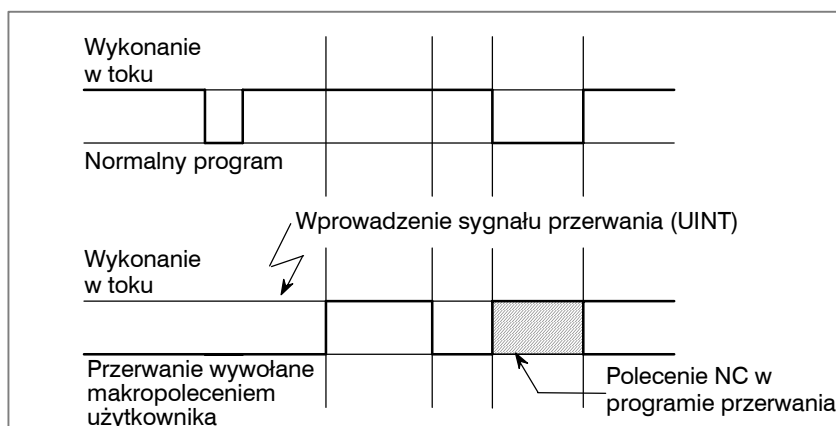 Wykonanie
w toku
Normalny program
Wprowadzenie sygnału przerwania (UINT)
Wykonanie
w toku
Przerwanie wywołane
makropoleceniem
użytkownika
Polecenie NC w
programie przerwania